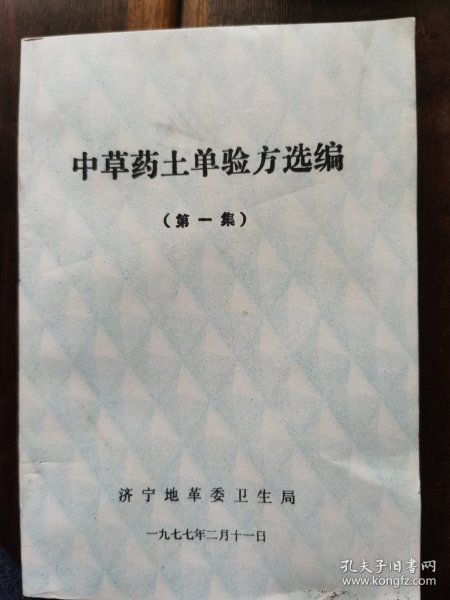 中草药土单验方选编
（第一集）
济宁地革委卫生局
一九七七年二月十一日
孔夫子旧书网
www.kongfz.com